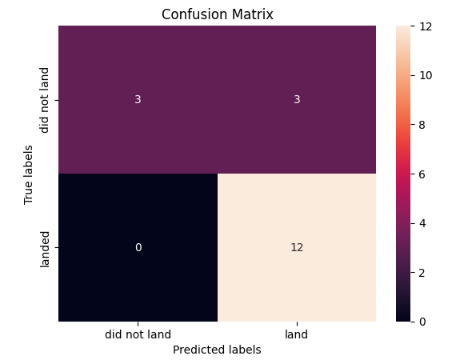 Confusion Matrix
did not land
landed
True labels
3
3
0
12
did not land
land
Predicted labels
12
10
8
6
4
2
0